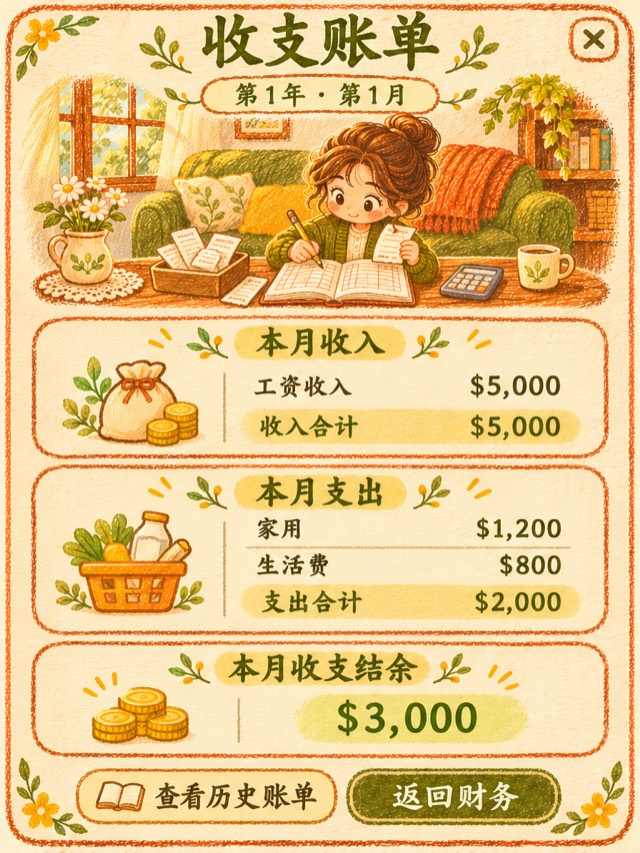 收支账单
第1年·第1月
本月收入
工资收入 $5,000
收入合计 $5,000
本月支出
家用 $1,200
生活费 $800
支出合计 $2,000
本月收支结余
$3,000
查看历史账单
返回财务